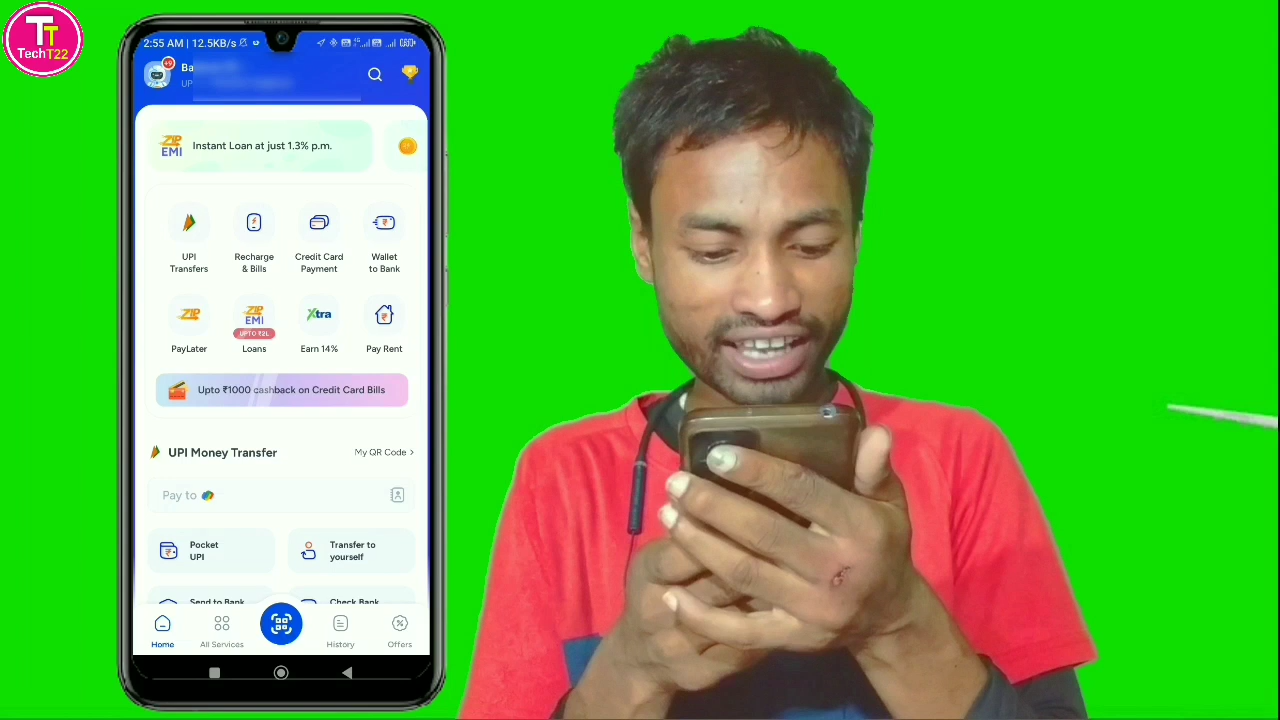 TT
TechT22
2:55 AM | 12.5KB/s
Ba
UP
ZIP
EMI
Instant Loan at just 1.3% p.m.
UPI
Transfers
Recharge
& Bills
Credit Card
Payment
Wallet
to Bank
ZIP
PayLater
ZIP
EMI
UPTO ₹2L
Loans
Xtra
Earn 14%
Pay Rent
Upto ₹1000 cashback on Credit Card Bills
UPI Money Transfer
My QR Code >
Pay to
Pocket
UPI
Transfer to
yourself
Send to Bank
Check Bank
Home
All Services
History
Offers